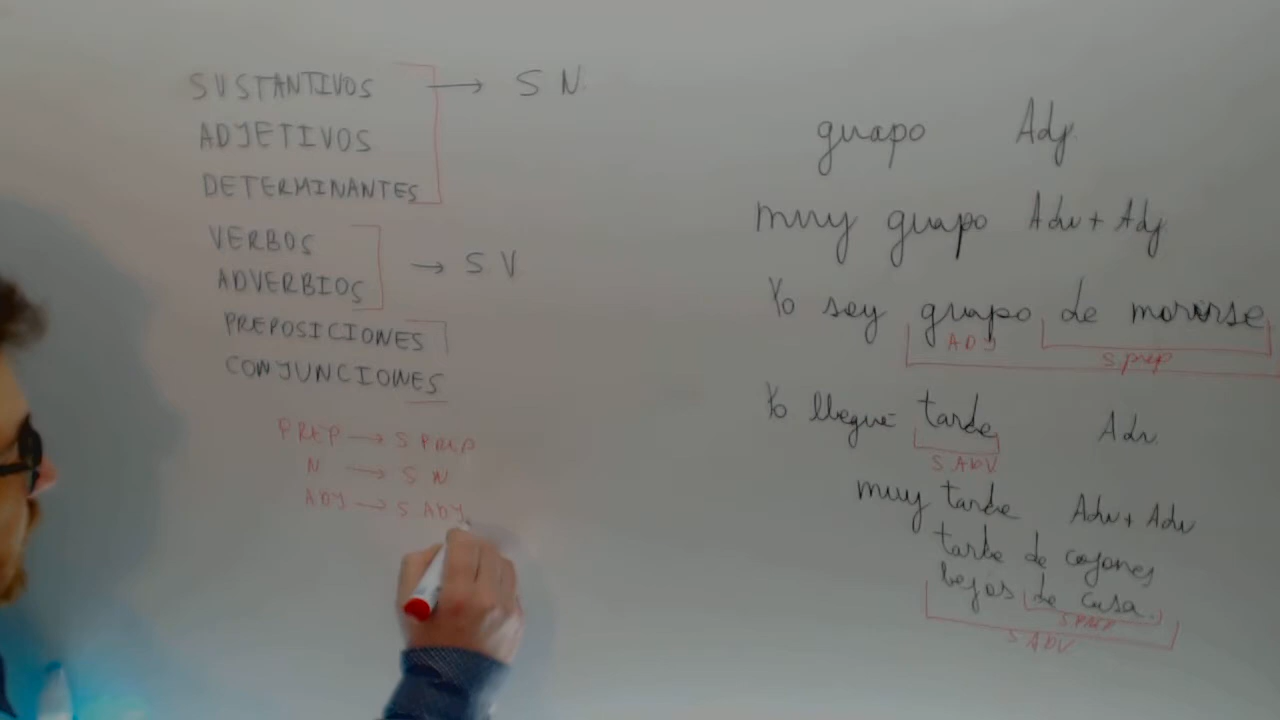 SUSTANTIVOS → S N
ADJETIVOS
DETERMINANTES
VERBOS
ADVERBIOS → S V
PREPOSICIONES
CONJUNCIONES
PREP → S PREP
N → S N
ADJ → S ADJ
guapo Adj.
muy guapo Adv + Adj
Yo soy guapo de morirse
ADJ S prep
Yo llegué tarde Adv.
S ADV
muy tarde Adv + Adv
tarde de cojones
lejos de casa.
S PREP
S ADV